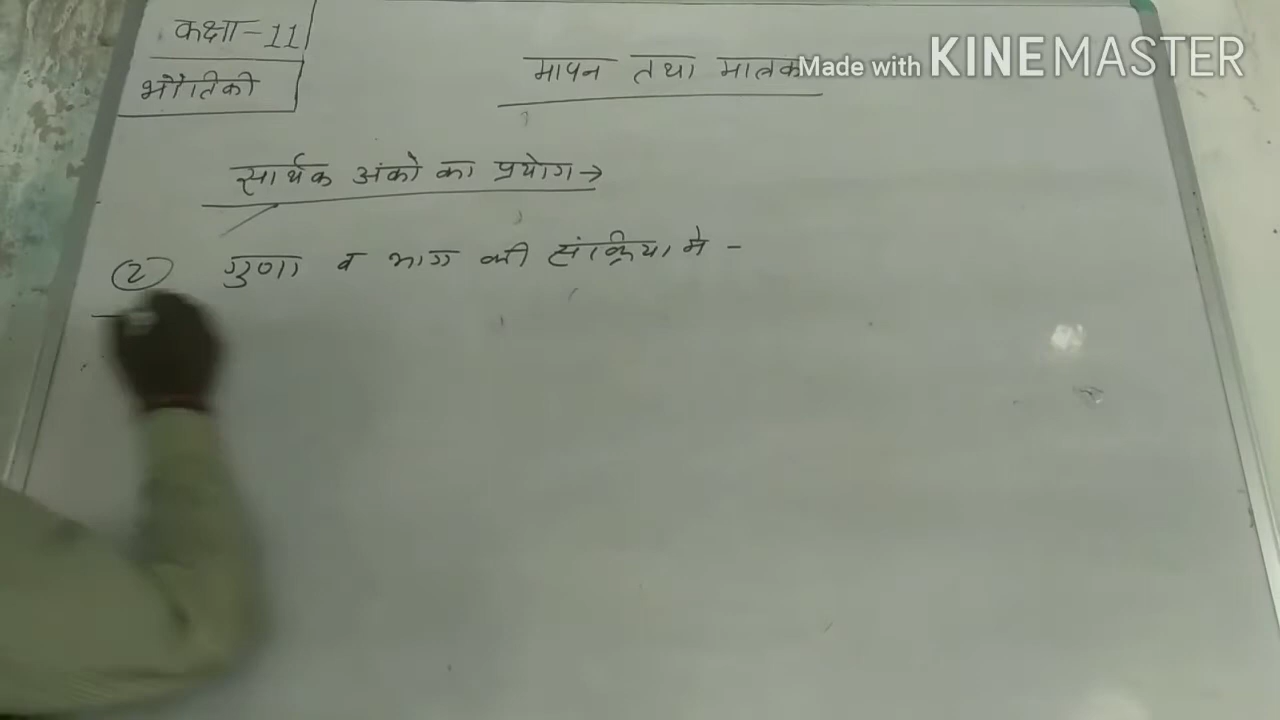 कक्षा-11
भौतिकी
मापन तथा मात्रक
Made with KINEMASTER
सार्थक अंको का प्रयोग→
(2) गुणा व भाग की संक्रिया मे -